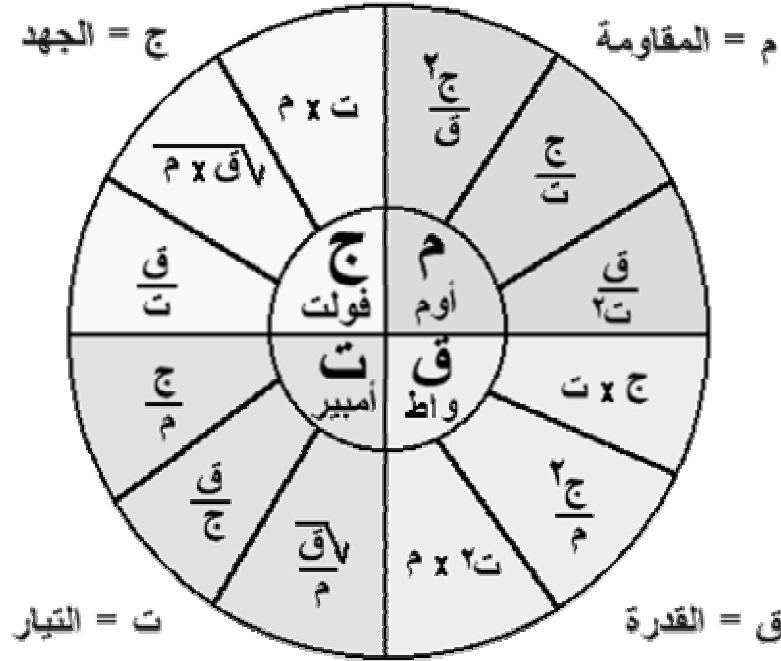 م = المقاومة
ج = الجهد
ج٢
ق
ج
ت
ق
ت٢
ت x م
√ق x م
ق
ت
م
أوم
ج
فولت
ق
واط
ت
أمبير
ج x ت
ج٢
م
ت٢ x م
ج
م
ق
ج
√ق
م
ق = القدرة
ت = التيار